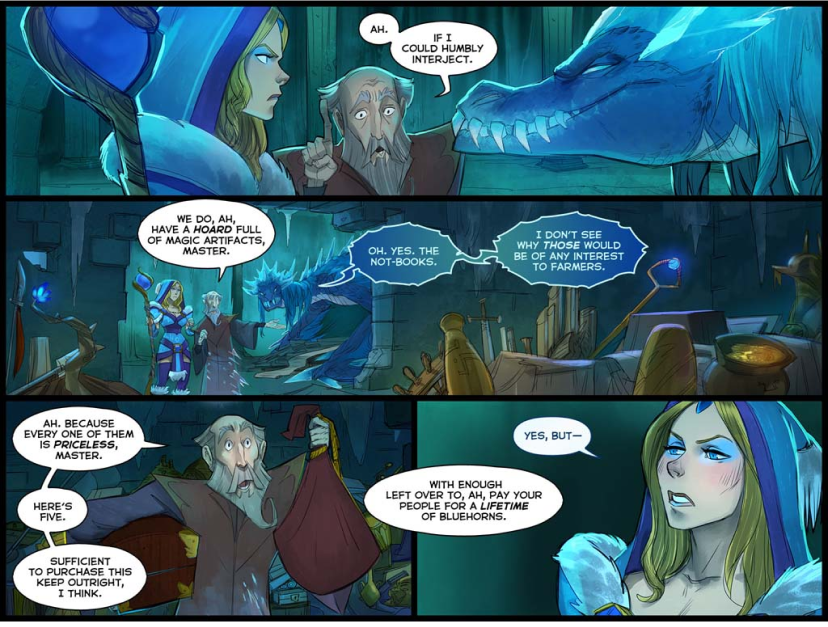 AH.
IF I
COULD HUMBLY
INTERJECT.
WE DO, AH,
HAVE A HOARD FULL
OF MAGIC ARTIFACTS,
MASTER.
OH. YES. THE
NOT-BOOKS.
I DON'T SEE
WHY THOSE WOULD
BE OF ANY INTEREST
TO FARMERS.
AH. BECAUSE
EVERY ONE OF THEM
IS PRICELESS,
MASTER.
HERE'S
FIVE.
SUFFICIENT
TO PURCHASE THIS
KEEP OUTRIGHT,
I THINK.
YES, BUT—
WITH ENOUGH
LEFT OVER TO, AH, PAY YOUR
PEOPLE FOR A LIFETIME
OF BLUEHORNS.